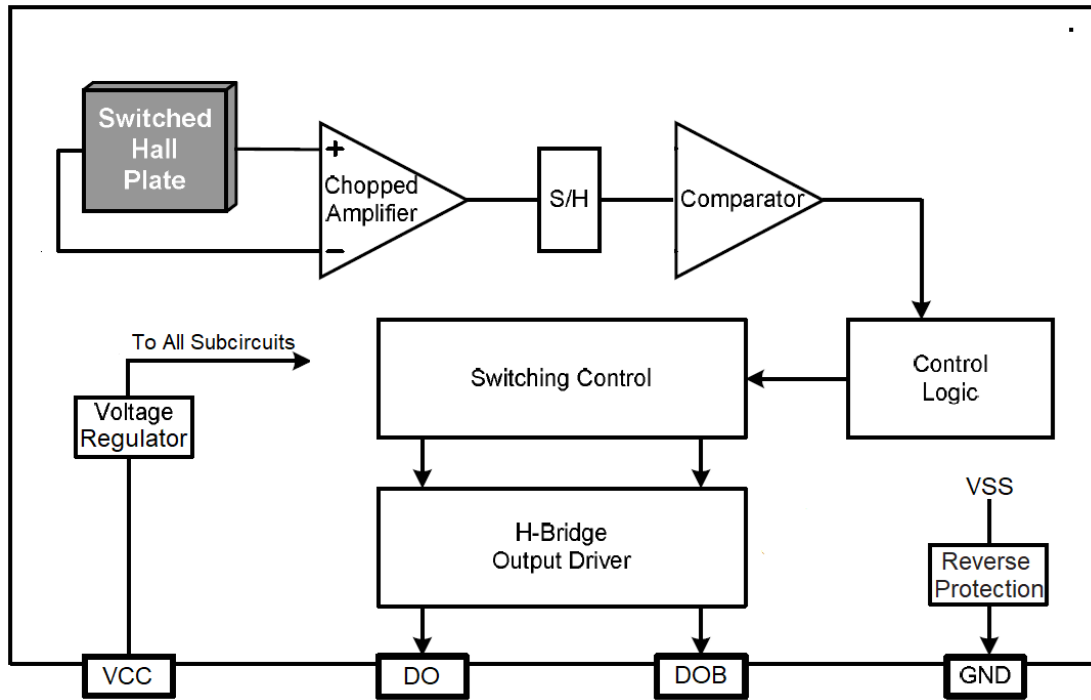 Switched
Hall
Plate
+
Chopped
Amplifier
−
S/H
Comparator
To All Subcircuits
Voltage
Regulator
Switching Control
Control
Logic
H-Bridge
Output Driver
VSS
Reverse
Protection
VCC
DO
DOB
GND